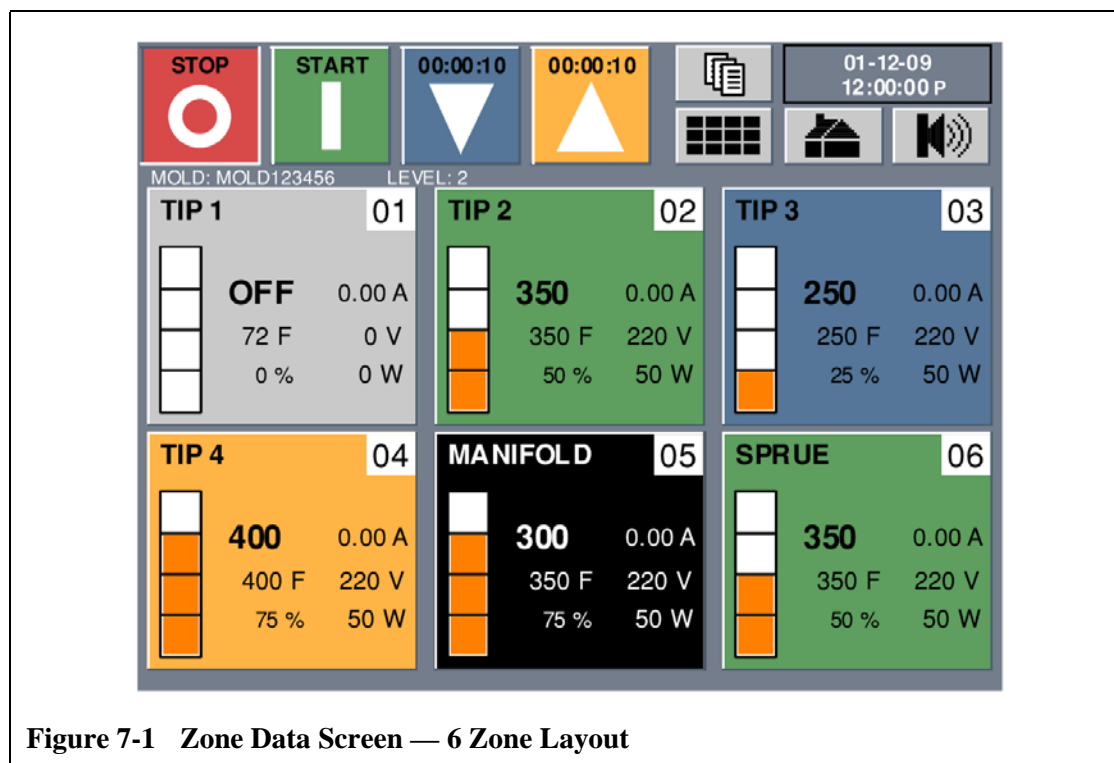 STOP
START
00:00:10
00:00:10
01-12-09
12:00:00 P
MOLD: MOLD123456 LEVEL: 2
TIP 1 01
OFF 0.00 A
72 F 0 V
0 % 0 W
TIP 2 02
350 0.00 A
350 F 220 V
50 % 50 W
TIP 3 03
250 0.00 A
250 F 220 V
25 % 50 W
TIP 4 04
400 0.00 A
400 F 220 V
75 % 50 W
MANIFOLD 05
300 0.00 A
350 F 220 V
75 % 50 W
SPRUE 06
350 0.00 A
350 F 220 V
50 % 50 W
Figure 7-1 Zone Data Screen — 6 Zone Layout